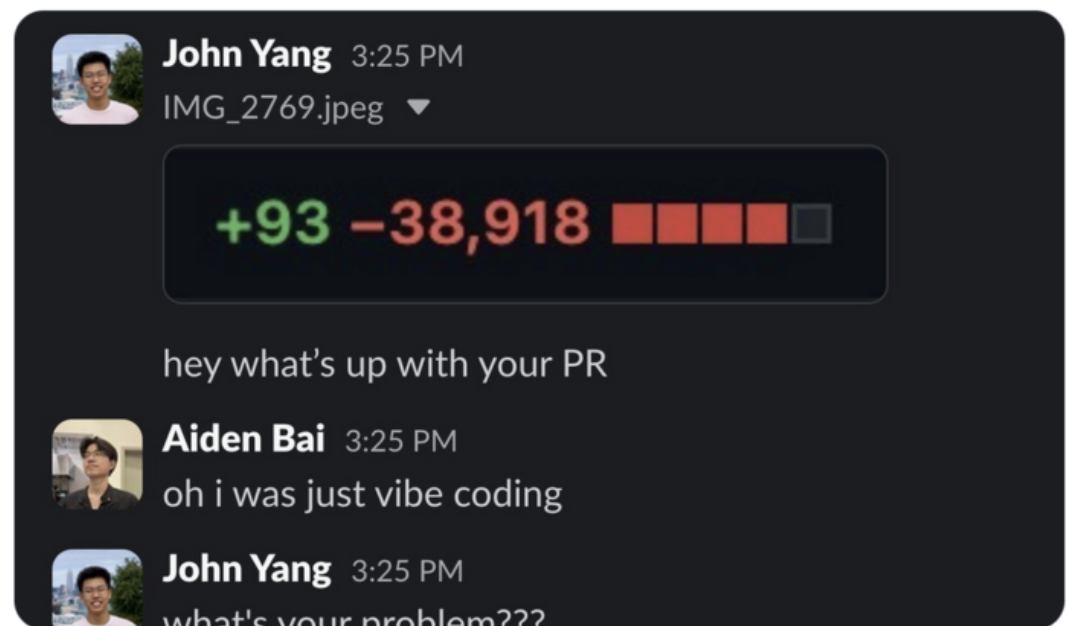 John Yang 3:25 PM
IMG_2769.jpeg
+93 −38,918
hey what’s up with your PR
Aiden Bai 3:25 PM
oh i was just vibe coding
John Yang 3:25 PM
what's your problem???